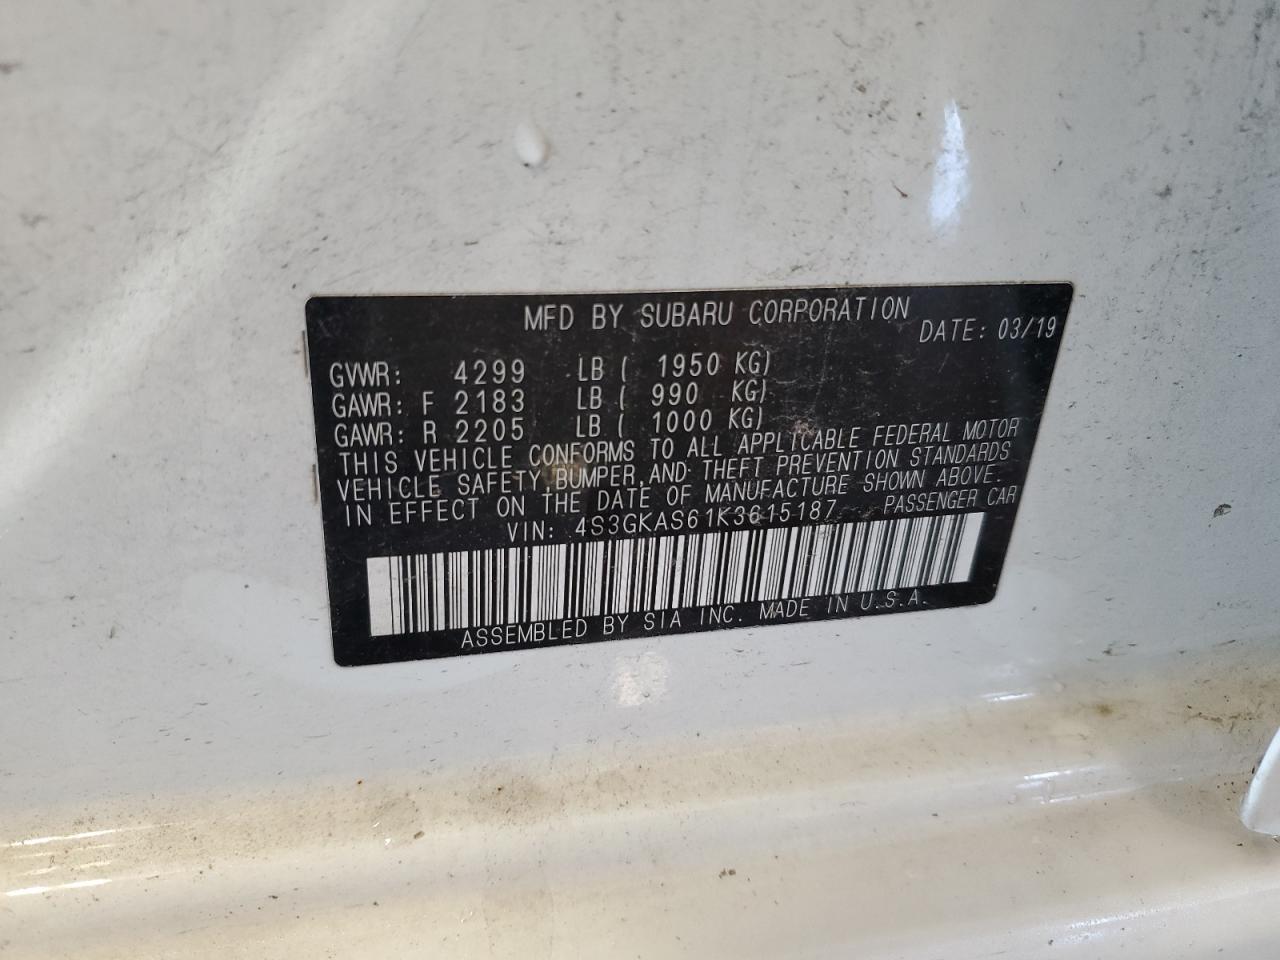 MFD BY SUBARU CORPORATION DATE: 03/19
GVWR: 4299 LB ( 1950 KG)
GAWR: F 2183 LB ( 990 KG)
GAWR: R 2205 LB ( 1000 KG)
THIS VEHICLE CONFORMS TO ALL APPLICABLE FEDERAL MOTOR
VEHICLE SAFETY, BUMPER, AND THEFT PREVENTION STANDARDS
IN EFFECT ON THE DATE OF MANUFACTURE SHOWN ABOVE.
VIN: 4S3GKAS61K3615187 PASSENGER CAR
ASSEMBLED BY SIA INC. MADE IN U.S.A.